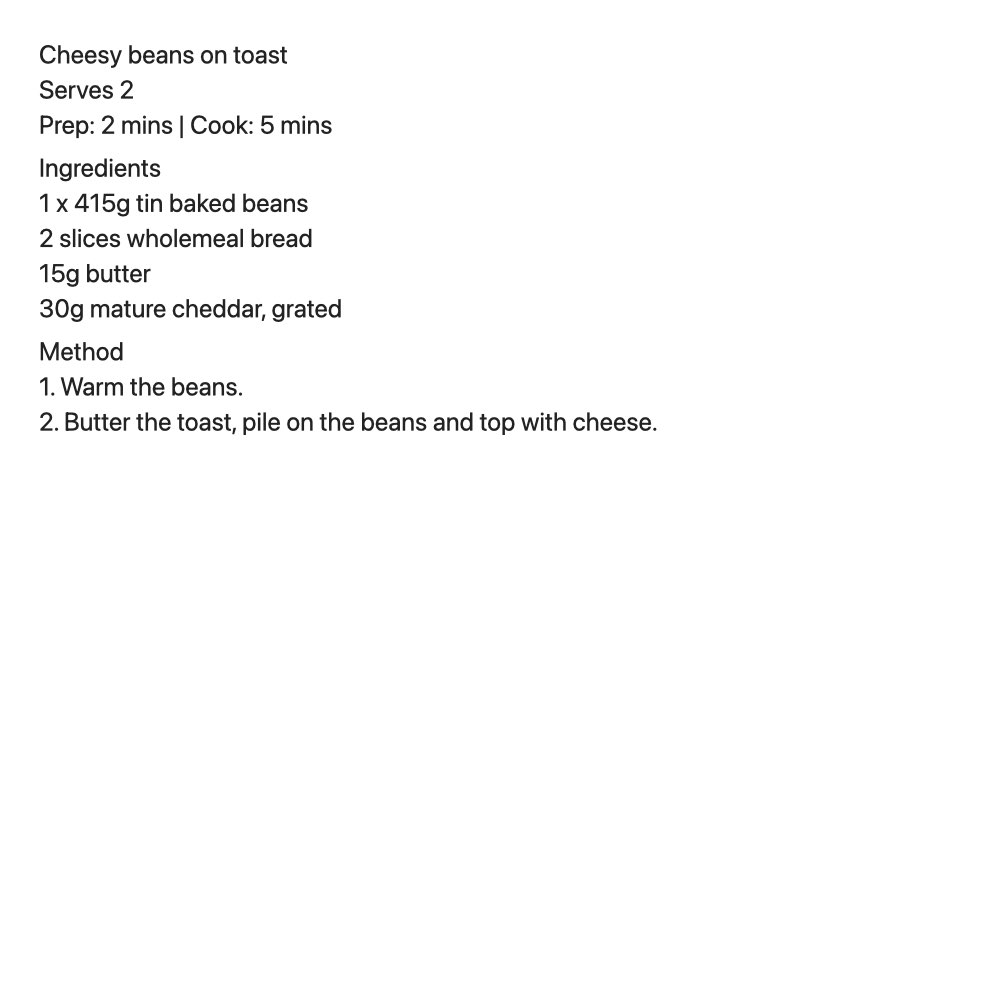 Cheesy beans on toast
Serves 2
Prep: 2 mins | Cook: 5 mins
Ingredients
1 x 415g tin baked beans
2 slices wholemeal bread
15g butter
30g mature cheddar, grated
Method
1. Warm the beans.
2. Butter the toast, pile on the beans and top with cheese.